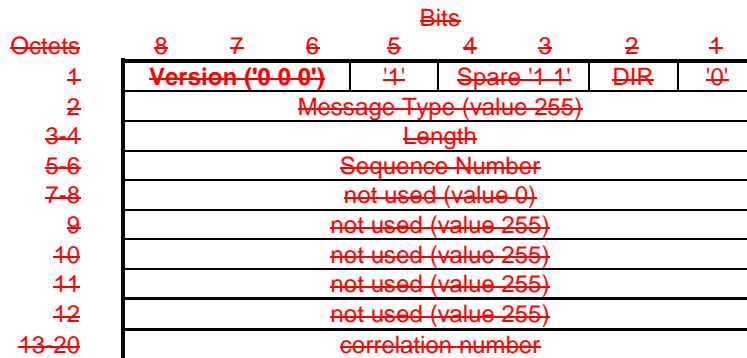 Bits
Octets 8 7 6 5 4 3 2 1
1 Version ('0 0 0') '1' Spare '1 1' DIR '0'
2 Message Type (value 255)
3-4 Length
5-6 Sequence Number
7-8 not used (value 0)
9 not used (value 255)
10 not used (value 255)
11 not used (value 255)
12 not used (value 255)
13-20 correlation number